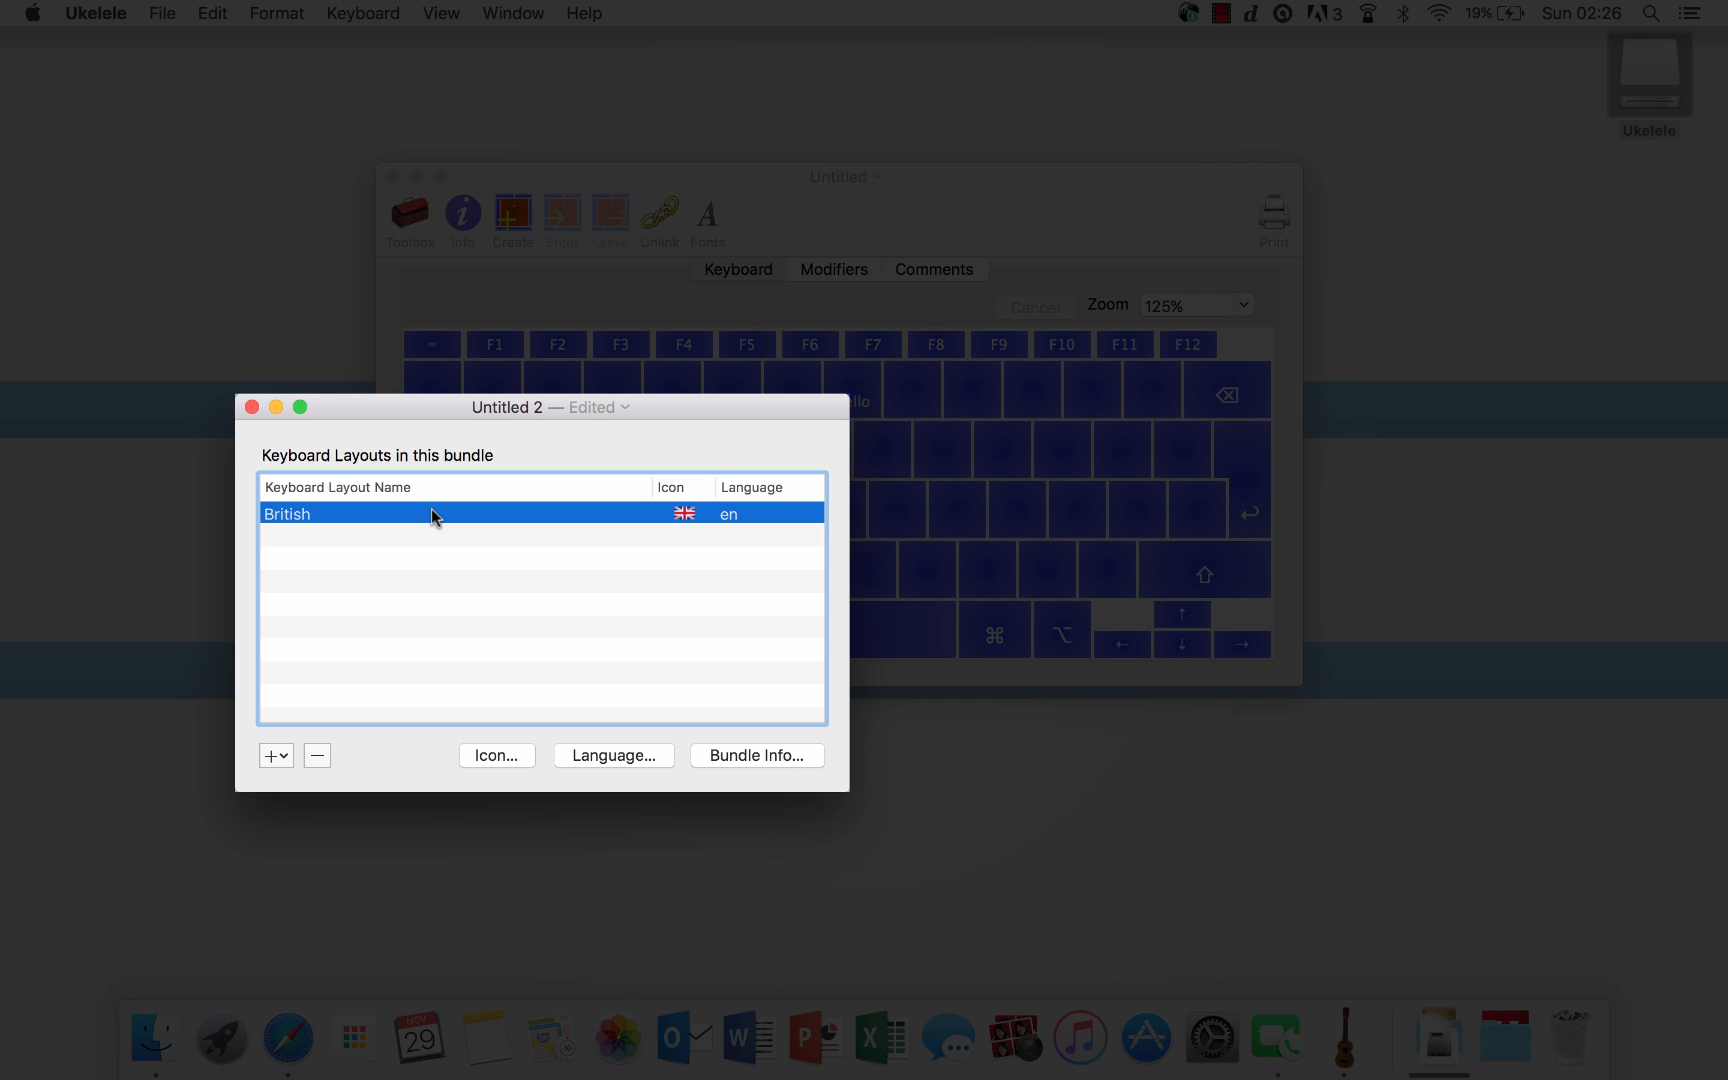 Ukelele File Edit Format Keyboard View Window Help
3 19% Sun 02:26
Ukelele
Untitled
Toolbox Info Create Enter Leave Unlink Fonts Print
Keyboard Modifiers Comments
Cancel Zoom 125%
F1 F2 F3 F4 F5 F6 F7 F8 F9 F10 F11 F12
llo
Untitled 2 — Edited
Keyboard Layouts in this bundle
Keyboard Layout Name Icon Language
British en
Icon... Language... Bundle Info...
NOV
29